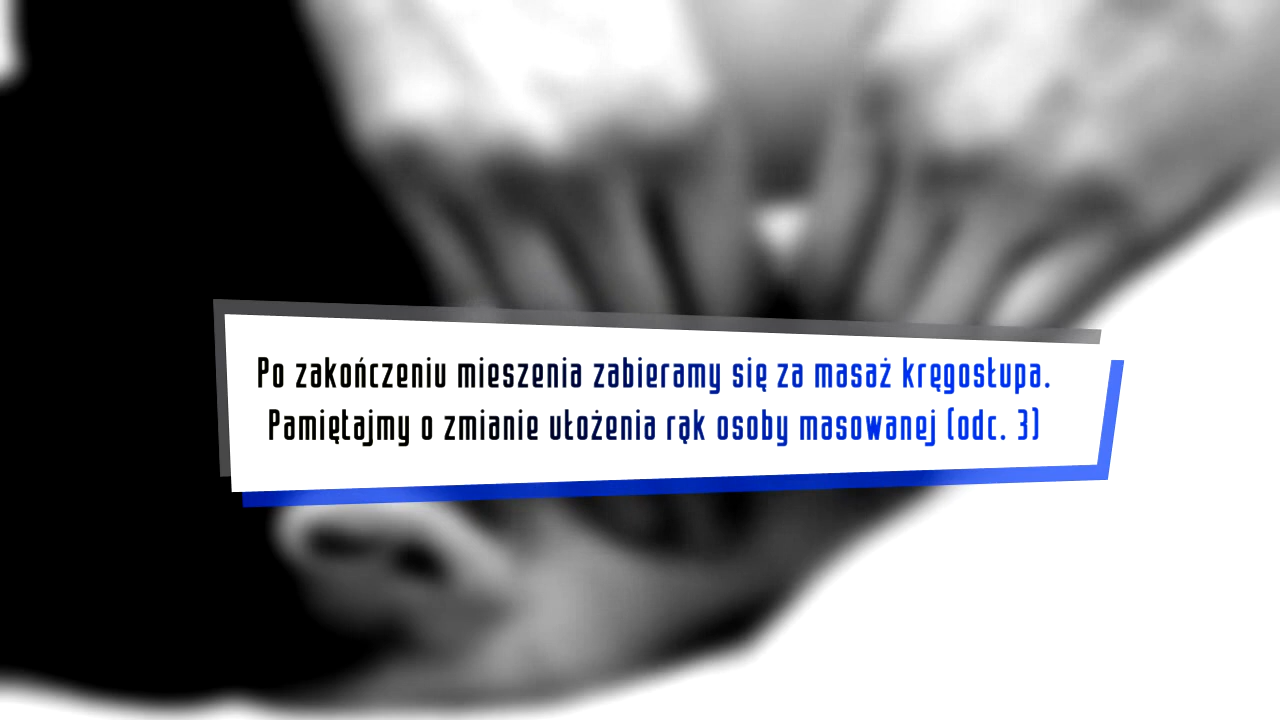 Po zakończeniu mieszenia zabieramy się za masaż kręgosłupa.
Pamiętajmy o zmianie ułożenia rąk osoby masowanej (odc. 3)